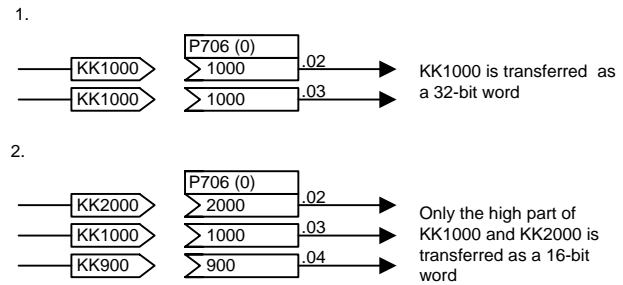 1.
P706 (0)
KK1000 1000 .02
KK1000 1000 .03
KK1000 is transferred as
a 32-bit word
2.
P706 (0)
KK2000 2000 .02
KK1000 1000 .03
KK900 900 .04
Only the high part of
KK1000 and KK2000 is
transferred as a 16-bit
word